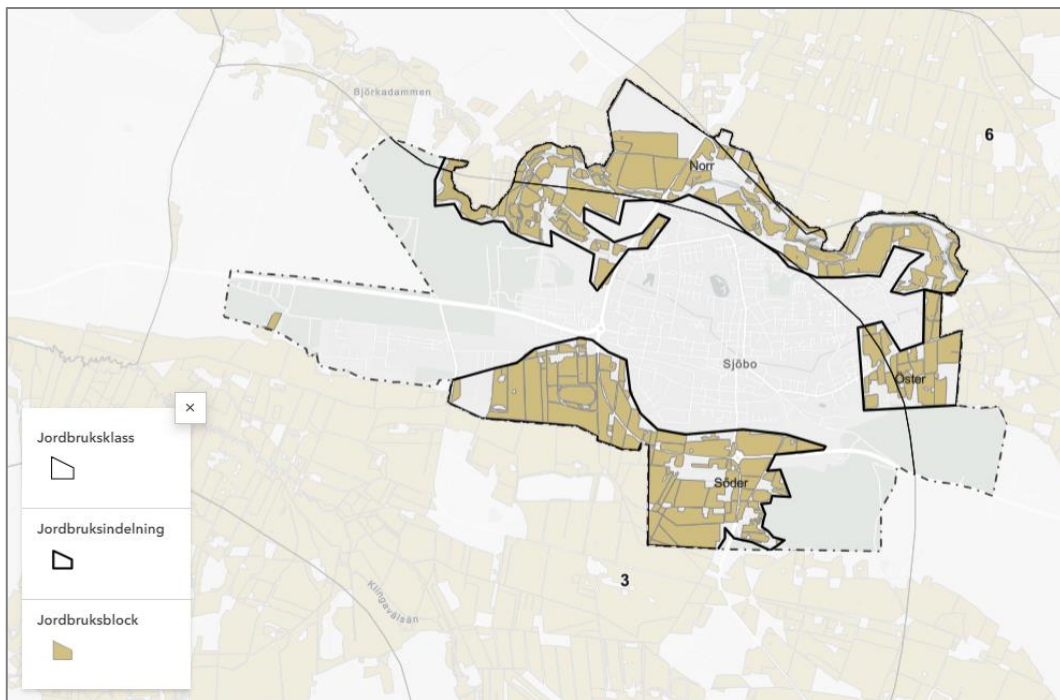 Björkadammen
6
Norr
Sjöbo
Öster
×
Jordbruksklass
Söder
Jordbruksindelning
3
Klingavälsån
Jordbruksblock